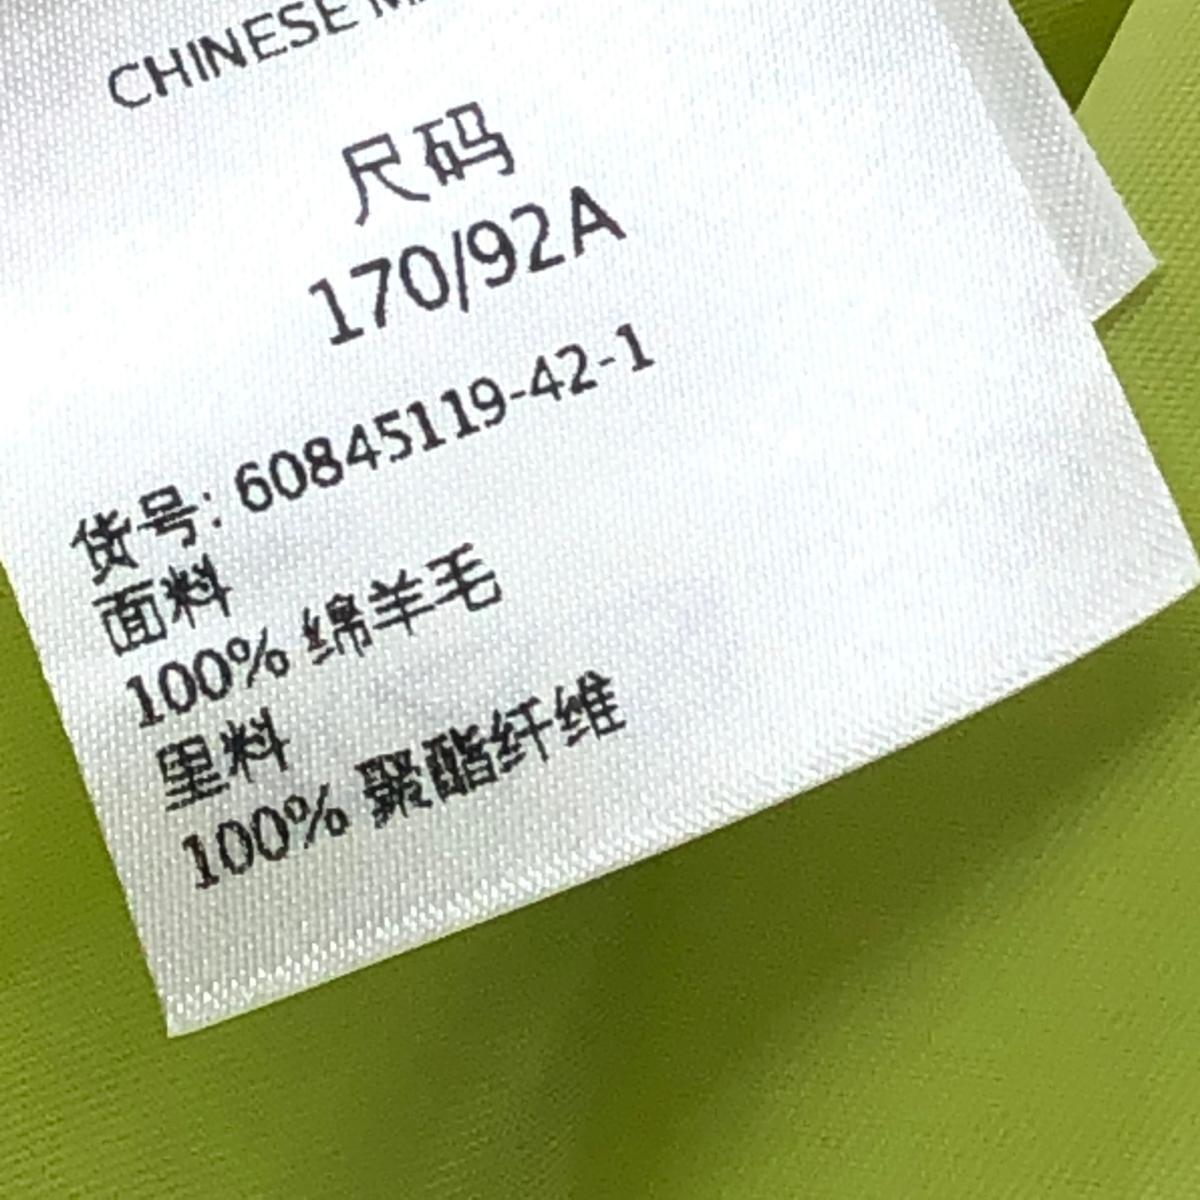 CHINESE
尺码
170/92A
货号: 60845119-42-1
面料
100% 绵羊毛
里料
100% 聚酯纤维